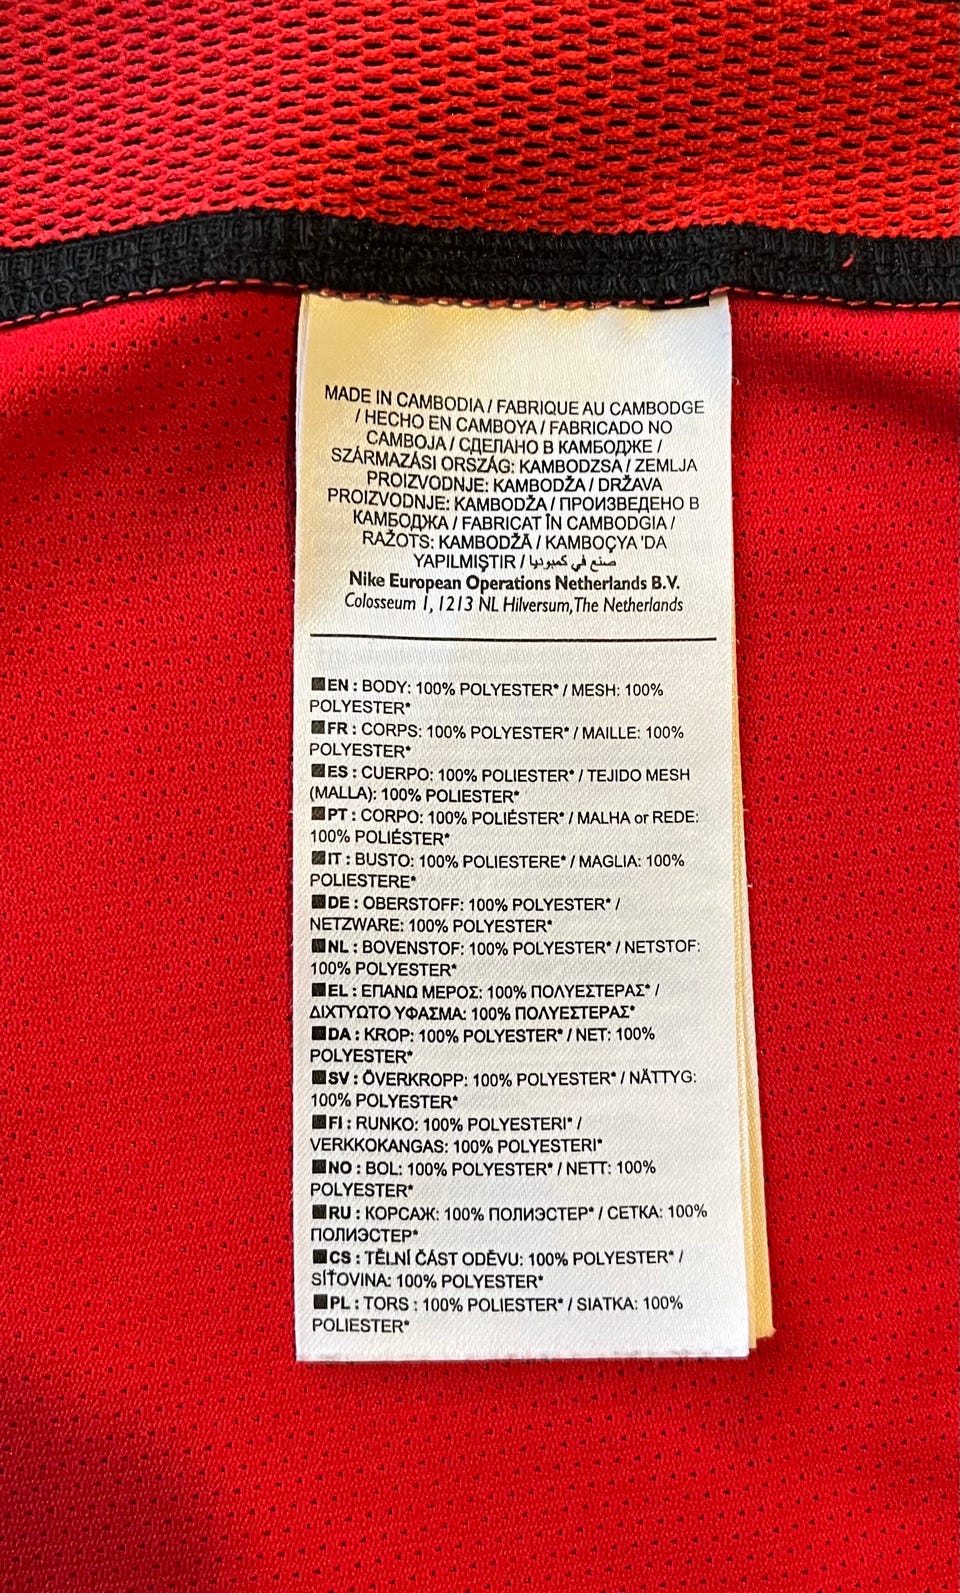 MADE IN CAMBODIA / FABRIQUE AU CAMBODGE
/ HECHO EN CAMBOYA / FABRICADO NO
CAMBOJA / СДЕЛАНО В КАМБОДЖЕ /
SZÁRMAZÁSI ORSZÁG: KAMBODZSA / ZEMLJA
PROIZVODNJE: KAMBODŽA / DRŽAVA
PROIZVODNJE: KAMBODŽA / ПРОИЗВЕДЕНО В
КАМБОДЖА / FABRICAT ÎN CAMBODGIA /
RAŽOTS: KAMBODŽĀ / KAMBOÇYA 'DA
YAPILMIŞTIR / صنع في كمبوديا
Nike European Operations Netherlands B.V.
Colosseum 1, 1213 NL Hilversum, The Netherlands
EN : BODY: 100% POLYESTER* / MESH: 100%
POLYESTER*
FR : CORPS: 100% POLYESTER* / MAILLE: 100%
POLYESTER*
ES : CUERPO: 100% POLIESTER* / TEJIDO MESH
(MALLA): 100% POLIESTER*
PT : CORPO: 100% POLIÉSTER* / MALHA or REDE:
100% POLIÉSTER*
IT : BUSTO: 100% POLIESTERE* / MAGLIA: 100%
POLIESTERE*
DE : OBERSTOFF: 100% POLYESTER* /
NETZWARE: 100% POLYESTER*
NL : BOVENSTOF: 100% POLYESTER* / NETSTOF:
100% POLYESTER*
EL : ΕΠΑΝΩ ΜΕΡΟΣ: 100% ΠΟΛΥΕΣΤΕΡΑΣ* /
ΔΙΧΤΥΩΤΟ ΥΦΑΣΜΑ: 100% ΠΟΛΥΕΣΤΕΡΑΣ*
DA : KROP: 100% POLYESTER* / NET: 100%
POLYESTER*
SV : ÖVERKROPP: 100% POLYESTER* / NÄTTYG:
100% POLYESTER*
FI : RUNKO: 100% POLYESTERI* /
VERKKOKANGAS: 100% POLYESTERI*
NO : BOL: 100% POLYESTER* / NETT: 100%
POLYESTER*
RU : КОРСАЖ: 100% ПОЛИЭСТЕР* / СЕТКА: 100%
ПОЛИЭСТЕР*
CS : TĚLNÍ ČÁST ODĚVU: 100% POLYESTER* /
SÍŤOVINA: 100% POLYESTER*
PL : TORS : 100% POLIESTER* / SIATKA: 100%
POLIESTER*